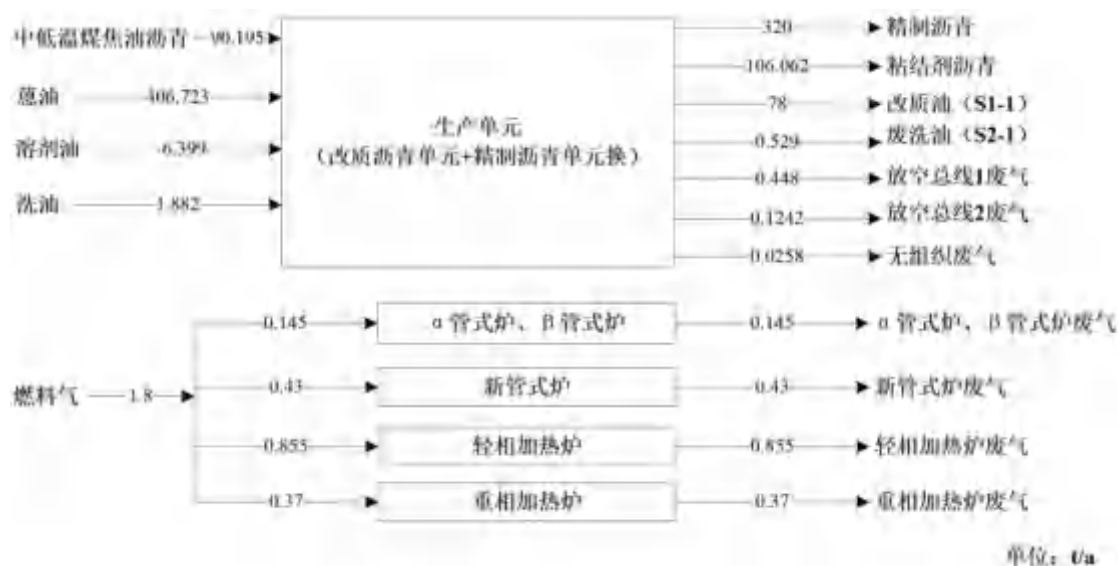 中低温煤焦油沥青 90.195
蒽油 406.723
溶剂油 6.399
洗油 1.882
生产单元
（改质沥青单元+精制沥青单元换）
320 精制沥青
106.062 粘结剂沥青
78 改质油（S1-1）
0.529 废洗油（S2-1）
0.448 放空总线1废气
0.1242 放空总线2废气
0.0258 无组织废气
燃料气 1.8
0.145 α管式炉、β管式炉 0.145 α管式炉、β管式炉废气
0.43 新管式炉 0.43 新管式炉废气
0.855 轻相加热炉 0.855 轻相加热炉废气
0.37 重相加热炉 0.37 重相加热炉废气
单位：t/a